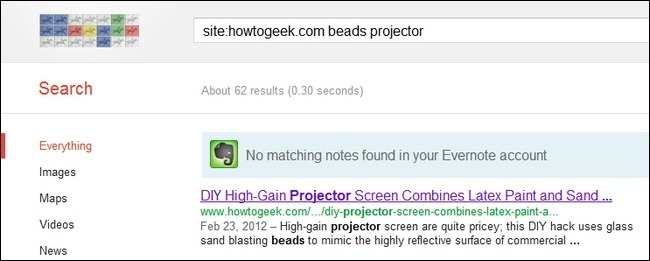 site:howtogeek.com beads projector
Search
About 62 results (0.30 seconds)
Everything
Images
Maps
Videos
News
No matching notes found in your Evernote account
DIY High-Gain Projector Screen Combines Latex Paint and Sand ...
www.howtogeek.com/.../diy-projector-screen-combines-latex-paint-a...
Feb 23, 2012 – High-gain projector screen are quite pricey; this DIY hack uses glass
sand blasting beads to mimic the highly reflective surface of commercial ...